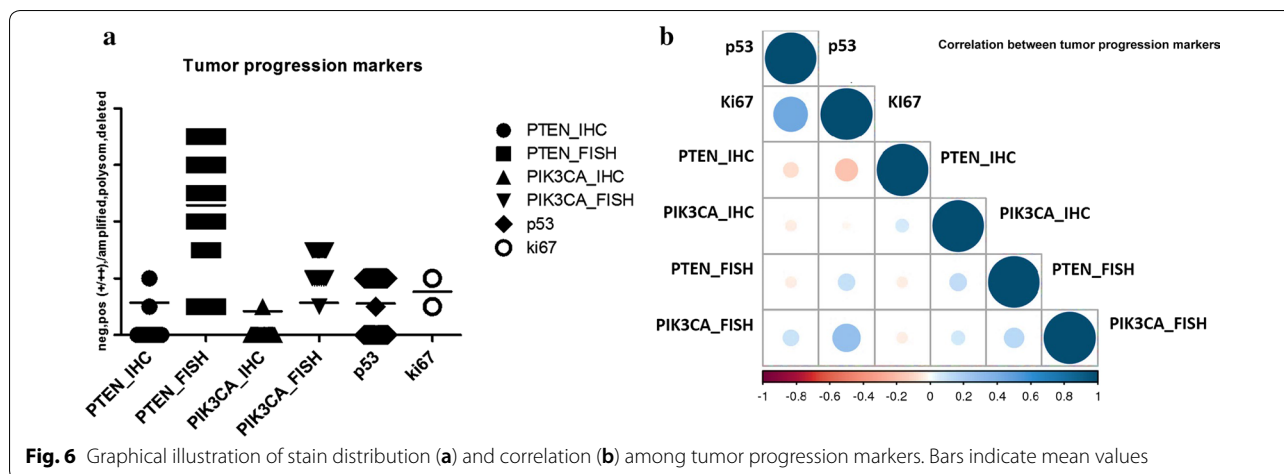 a
Tumor progression markers
neg,pos (+/++),/amplified,polysom,deleted
PTEN_IHC
PTEN_FISH
PIK3CA_IHC
PIK3CA_FISH
p53
ki67
PTEN_IHC
PTEN_FISH
PIK3CA_IHC
PIK3CA_FISH
p53
ki67
b
Correlation between tumor progression markers
p53
p53
Ki67
KI67
PTEN_IHC
PTEN_IHC
PIK3CA_IHC
PIK3CA_IHC
PTEN_FISH
PTEN_FISH
PIK3CA_FISH
PIK3CA_FISH
-1 -0.8 -0.6 -0.4 -0.2 0 0.2 0.4 0.6 0.8 1
Fig. 6 Graphical illustration of stain distribution (a) and correlation (b) among tumor progression markers. Bars indicate mean values